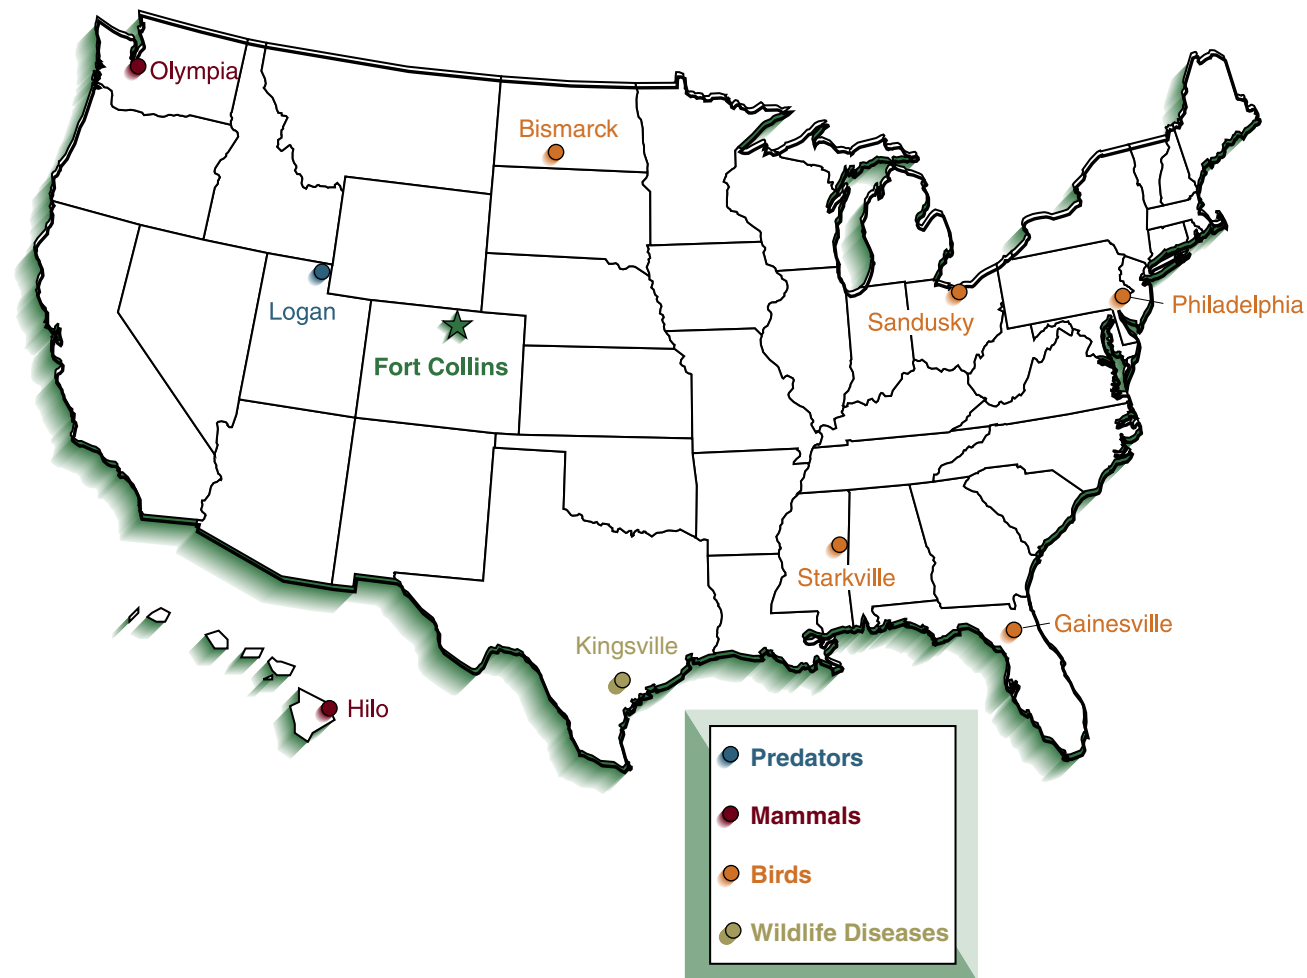 Olympia
Bismarck
Logan
Fort Collins
Sandusky
Philadelphia
Starkville
Gainesville
Kingsville
Hilo
Predators
Mammals
Birds
Wildlife Diseases